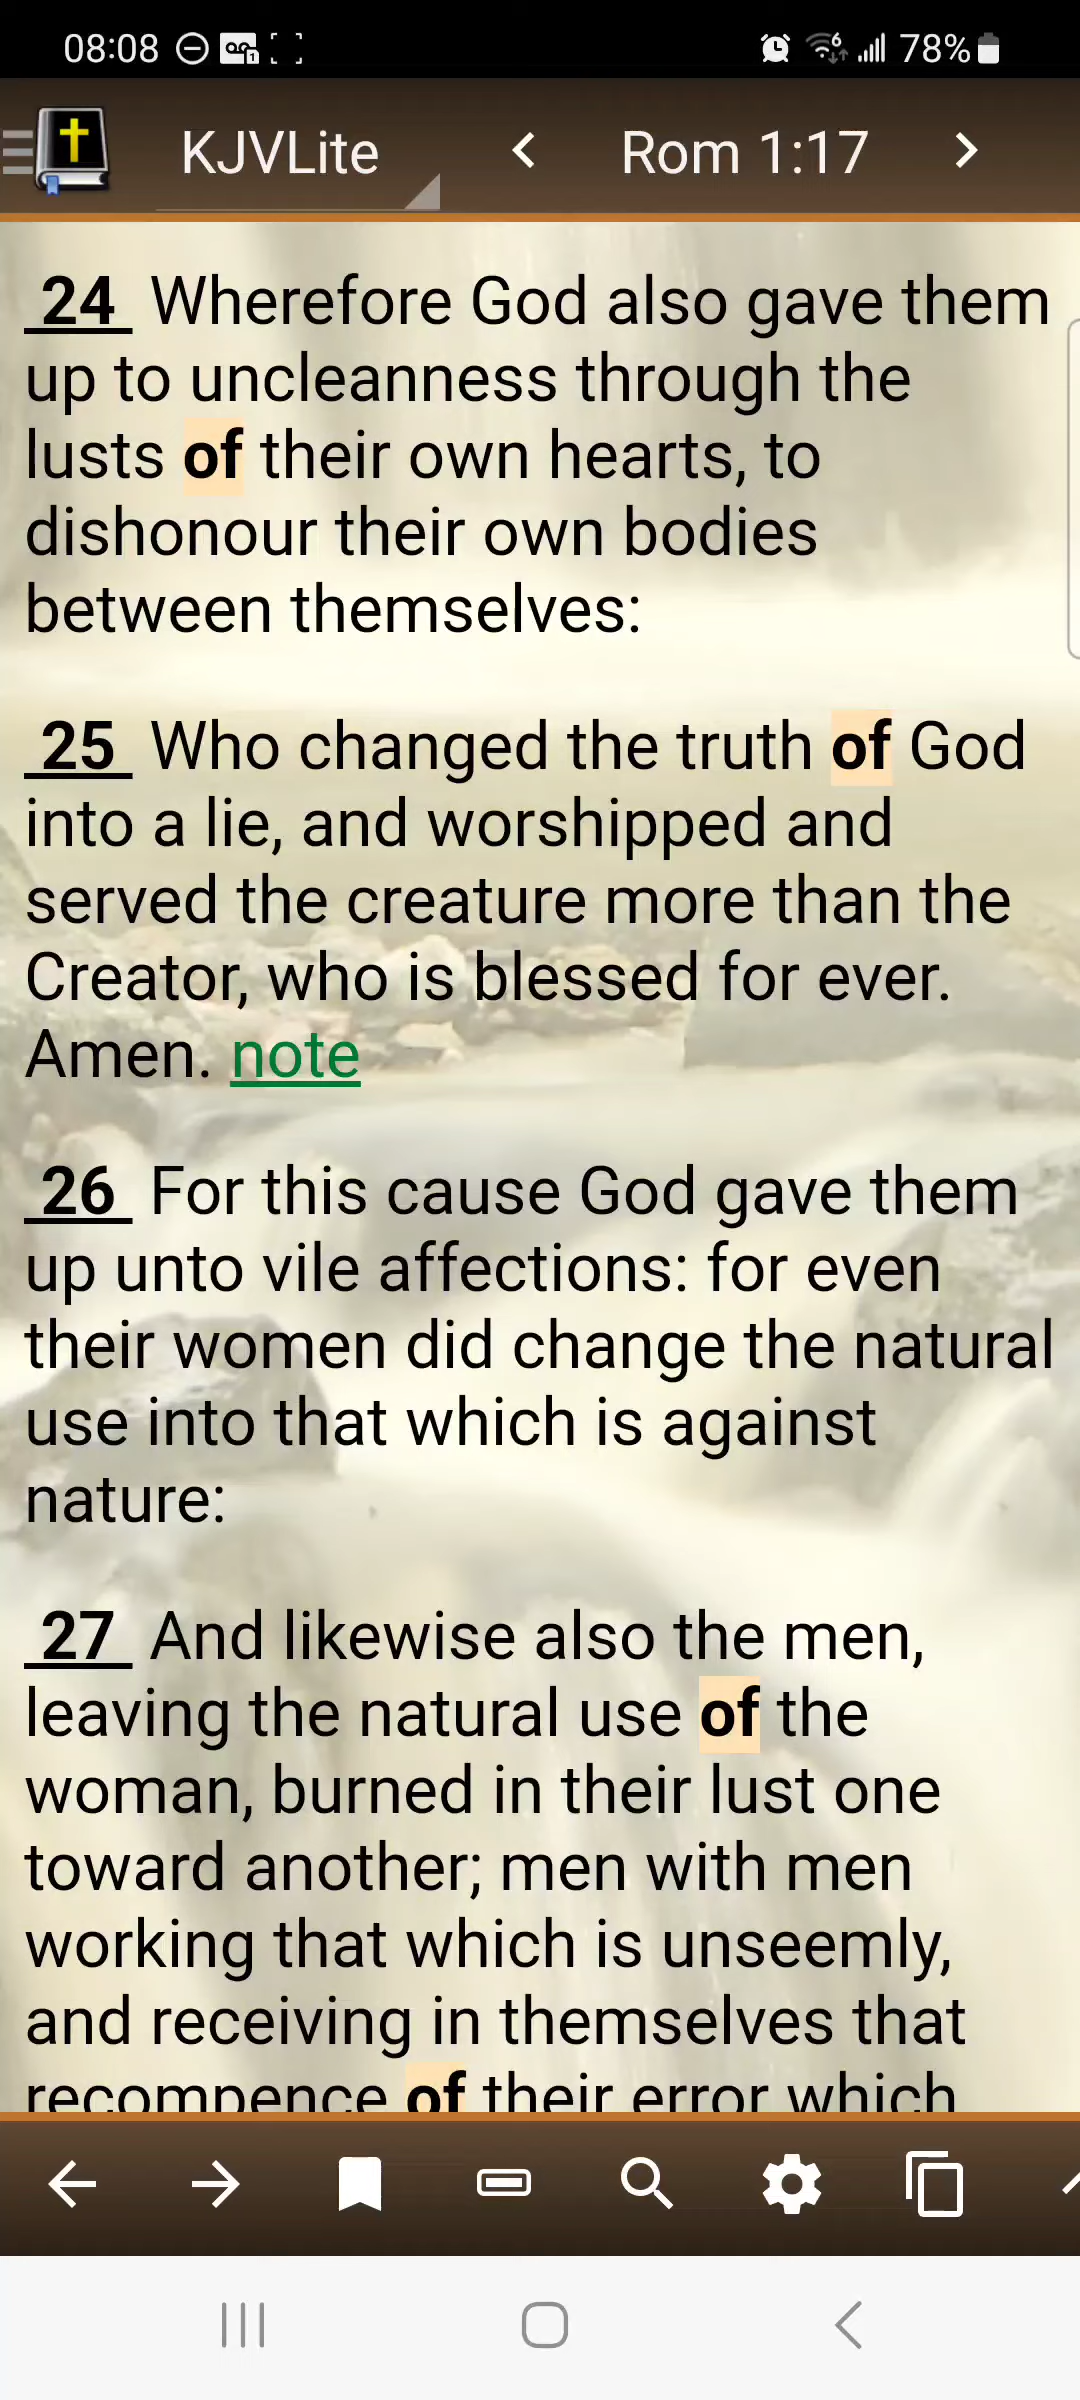 08:08 78%
KJVLite < Rom 1:17 >
24 Wherefore God also gave them
up to uncleanness through the
lusts of their own hearts, to
dishonour their own bodies
between themselves:
25 Who changed the truth of God
into a lie, and worshipped and
served the creature more than the
Creator, who is blessed for ever.
Amen. note
26 For this cause God gave them
up unto vile affections: for even
their women did change the natural
use into that which is against
nature:
27 And likewise also the men,
leaving the natural use of the
woman, burned in their lust one
toward another; men with men
working that which is unseemly,
and receiving in themselves that
recompence of their error which